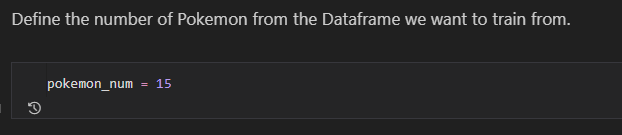 Define the number of Pokemon from the Dataframe we want to train from.
pokemon_num = 15